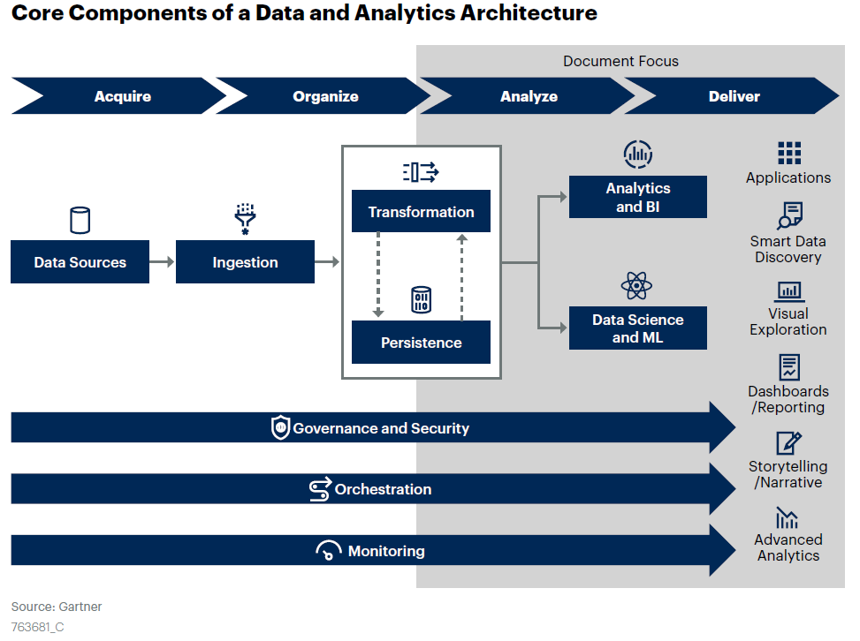 Core Components of a Data and Analytics Architecture
Document Focus
Acquire
Organize
Analyze
Deliver
Data Sources
Ingestion
Transformation
Persistence
Analytics
and BI
Data Science
and ML
Applications
Smart Data
Discovery
Visual
Exploration
Dashboards
/Reporting
Storytelling
/Narrative
Advanced
Analytics
Governance and Security
Orchestration
Monitoring
Source: Gartner
763681_C